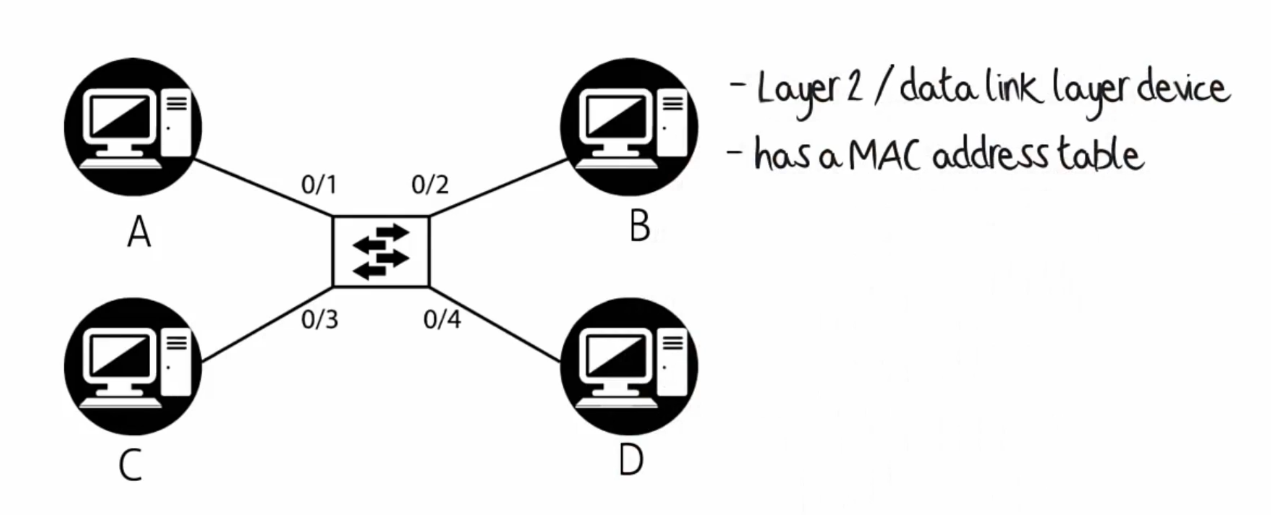 - Layer 2 / data link layer device
- has a MAC address table
0/1
0/2
A
B
0/3
0/4
C
D